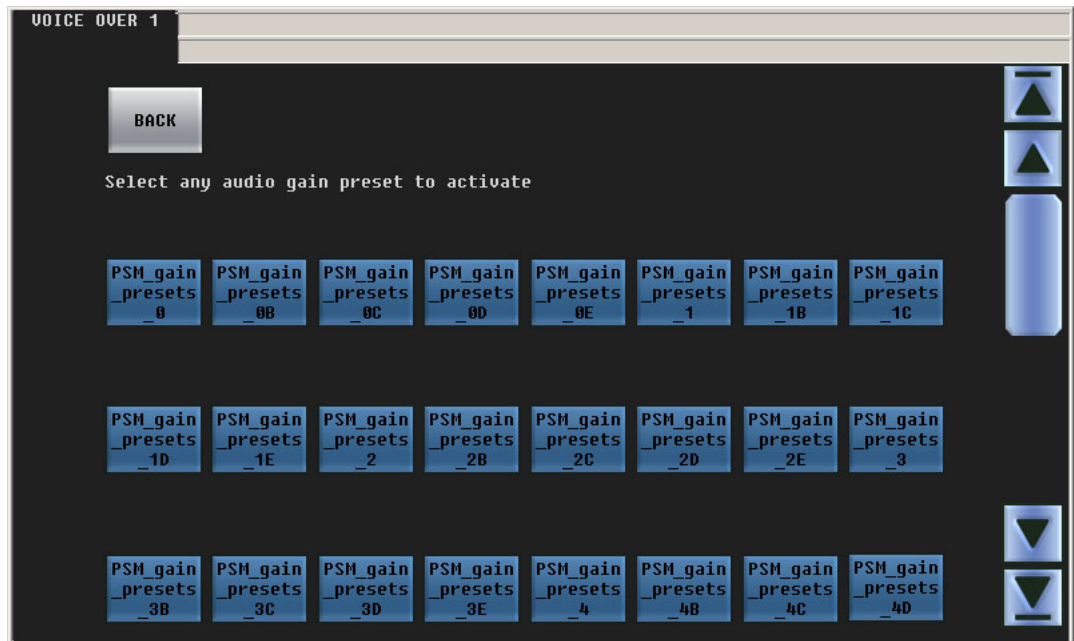 VOICE OVER 1
BACK
Select any audio gain preset to activate
PSM_gain
_presets
_0
PSM_gain
_presets
_0B
PSM_gain
_presets
_0C
PSM_gain
_presets
_0D
PSM_gain
_presets
_0E
PSM_gain
_presets
_1
PSM_gain
_presets
_1B
PSM_gain
_presets
_1C
PSM_gain
_presets
_1D
PSM_gain
_presets
_1E
PSM_gain
_presets
_2
PSM_gain
_presets
_2B
PSM_gain
_presets
_2C
PSM_gain
_presets
_2D
PSM_gain
_presets
_2E
PSM_gain
_presets
_3
PSM_gain
_presets
_3B
PSM_gain
_presets
_3C
PSM_gain
_presets
_3D
PSM_gain
_presets
_3E
PSM_gain
_presets
_4
PSM_gain
_presets
_4B
PSM_gain
_presets
_4C
PSM_gain
_presets
_4D